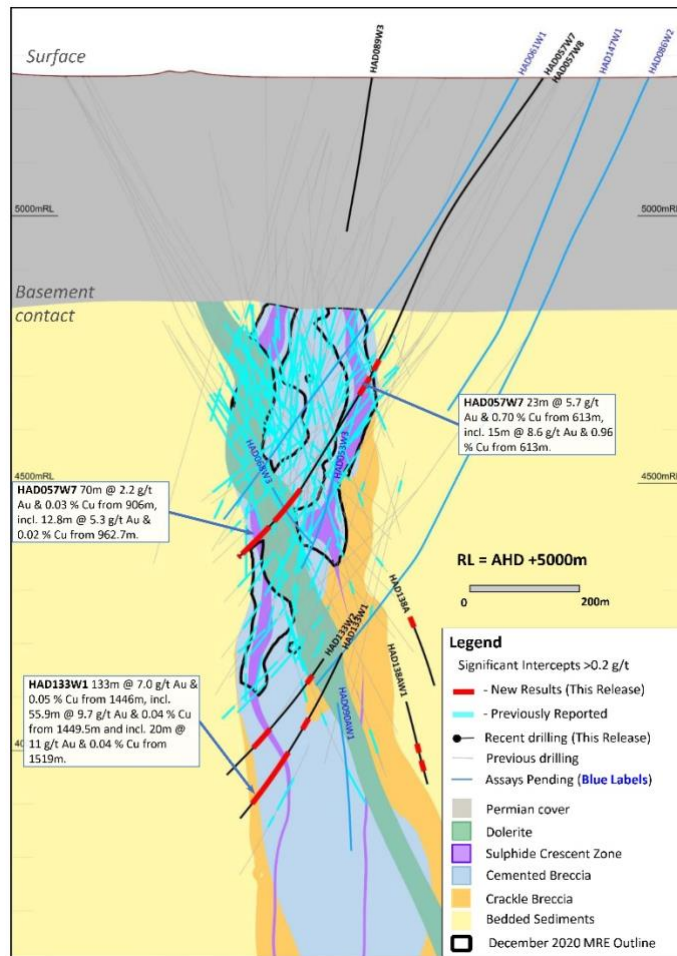 Surface
HAD089W3
HAD061W1
HAD057W7
HAD057W8
HAD147W1
HAD086W2
5000mRL
5000mRL
Basement
contact
HAD057W7 23m @ 5.7 g/t
Au & 0.70 % Cu from 613m,
incl. 15m @ 8.6 g/t Au & 0.96
% Cu from 613m.
HAD068W3
HAD053W3
4500mRL
4500mRL
HAD057W7 70m @ 2.2 g/t
Au & 0.03 % Cu from 906m,
incl. 12.8m @ 5.3 g/t Au &
0.02 % Cu from 962.7m.
RL = AHD +5000m
0
200m
HAD138A
HAD133W2
HAD133W1
HAD138AW1
HAD090AW1
HAD133W1 133m @ 7.0 g/t Au &
0.05 % Cu from 1446m, incl.
55.9m @ 9.7 g/t Au & 0.04 % Cu
from 1449.5m and incl. 20m @
11 g/t Au & 0.04 % Cu from
1519m.
Legend
Significant Intercepts >0.2 g/t
- New Results (This Release)
- Previously Reported
Recent drilling (This Release)
Previous drilling
Assays Pending (Blue Labels)
Permian cover
Dolerite
Sulphide Crescent Zone
Cemented Breccia
Crackle Breccia
Bedded Sediments
December 2020 MRE Outline